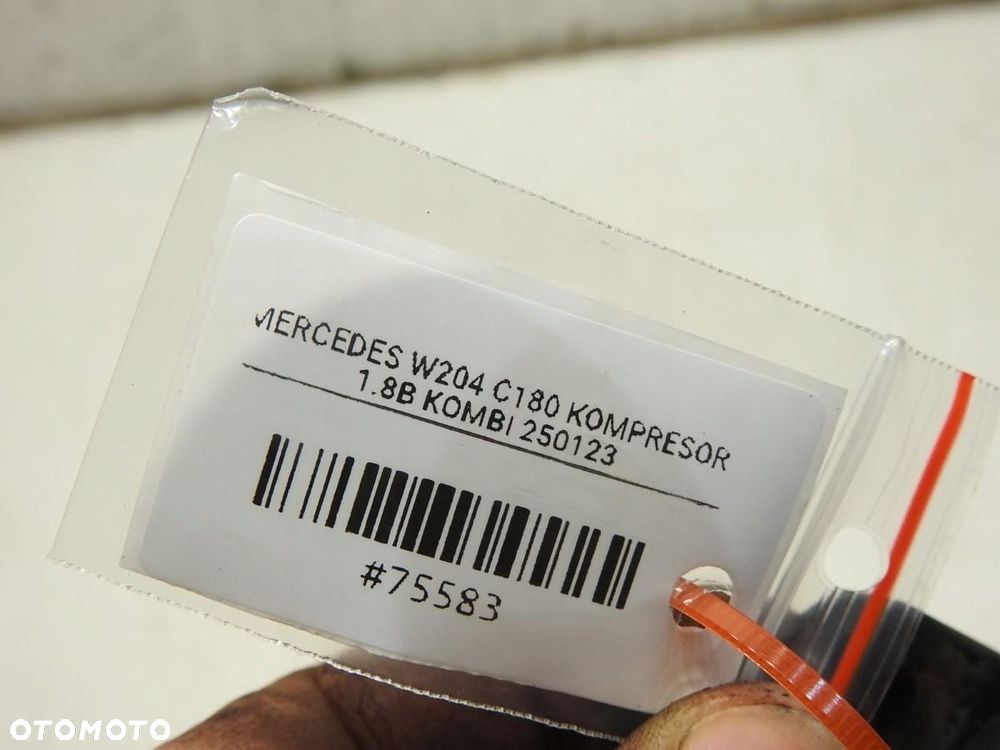 MERCEDES W204 C180 KOMPRESOR
1.8B KOMBI 250123
#75583
OTOMOTO